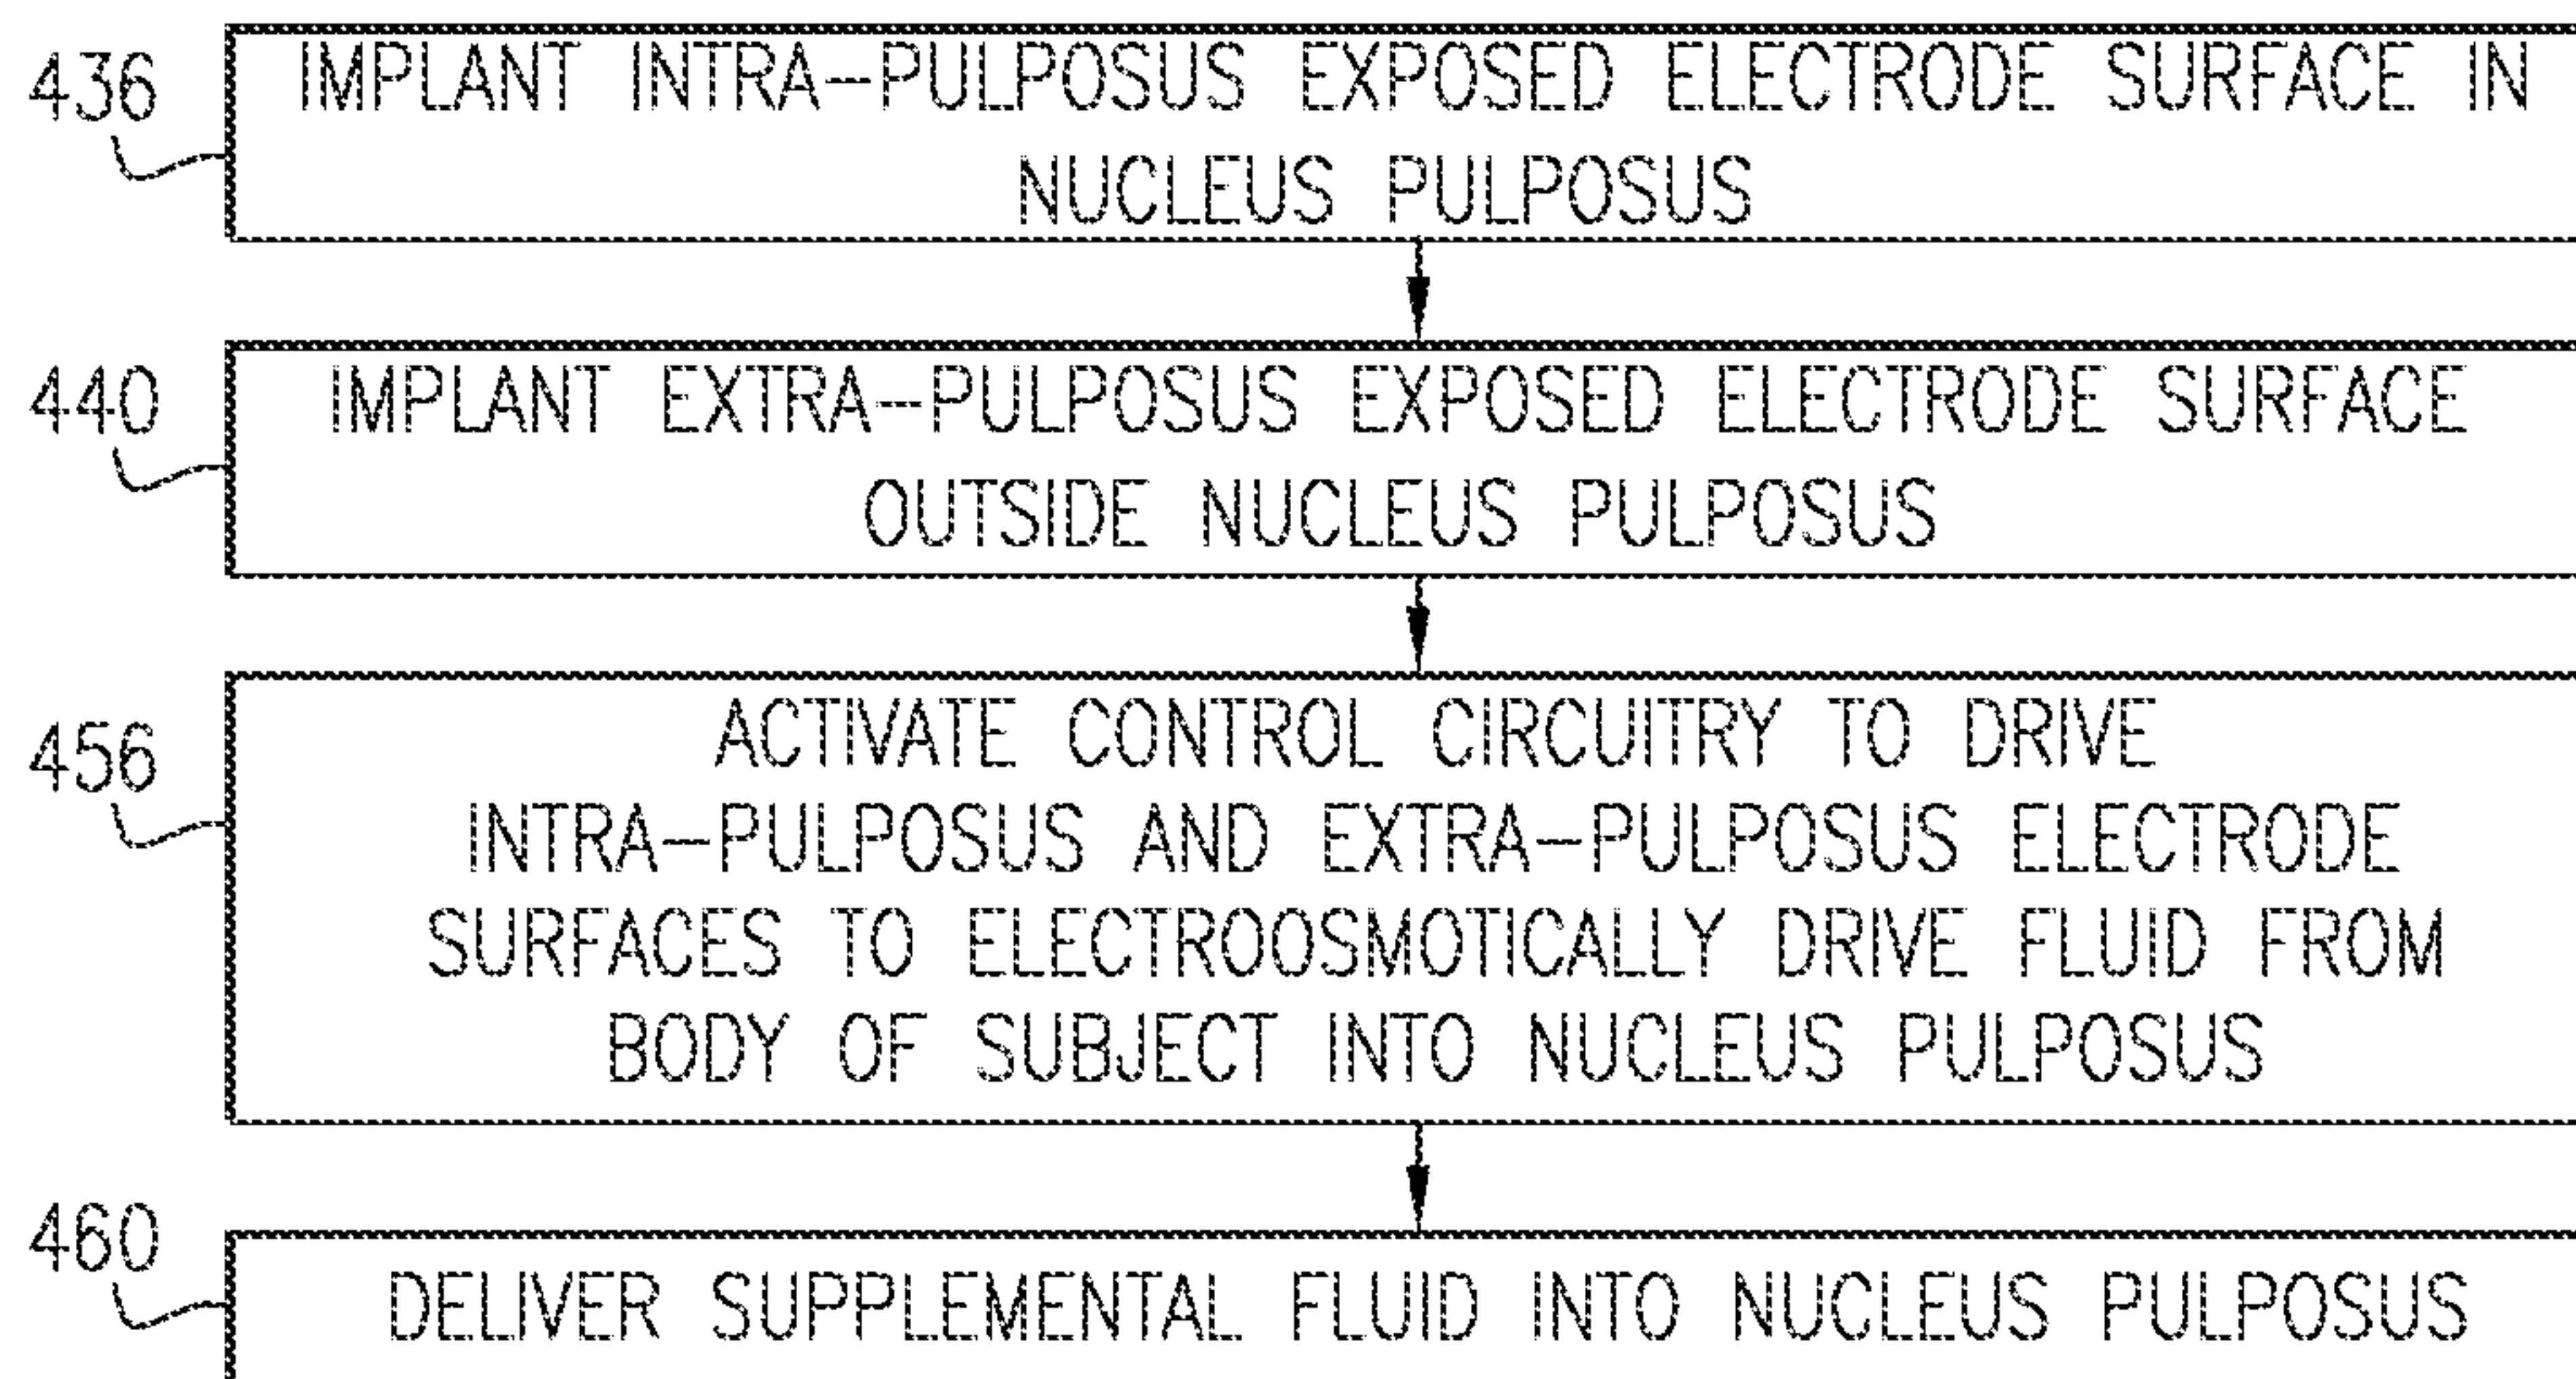 436
IMPLANT INTRA-PULPOSUS EXPOSED ELECTRODE SURFACE IN
NUCLEUS PULPOSUS
440
IMPLANT EXTRA-PULPOSUS EXPOSED ELECTRODE SURFACE
OUTSIDE NUCLEUS PULPOSUS
456
ACTIVATE CONTROL CIRCUITRY TO DRIVE
INTRA-PULPOSUS AND EXTRA-PULPOSUS ELECTRODE
SURFACES TO ELECTROOSMOTICALLY DRIVE FLUID FROM
BODY OF SUBJECT INTO NUCLEUS PULPOSUS
460
DELIVER SUPPLEMENTAL FLUID INTO NUCLEUS PULPOSUS